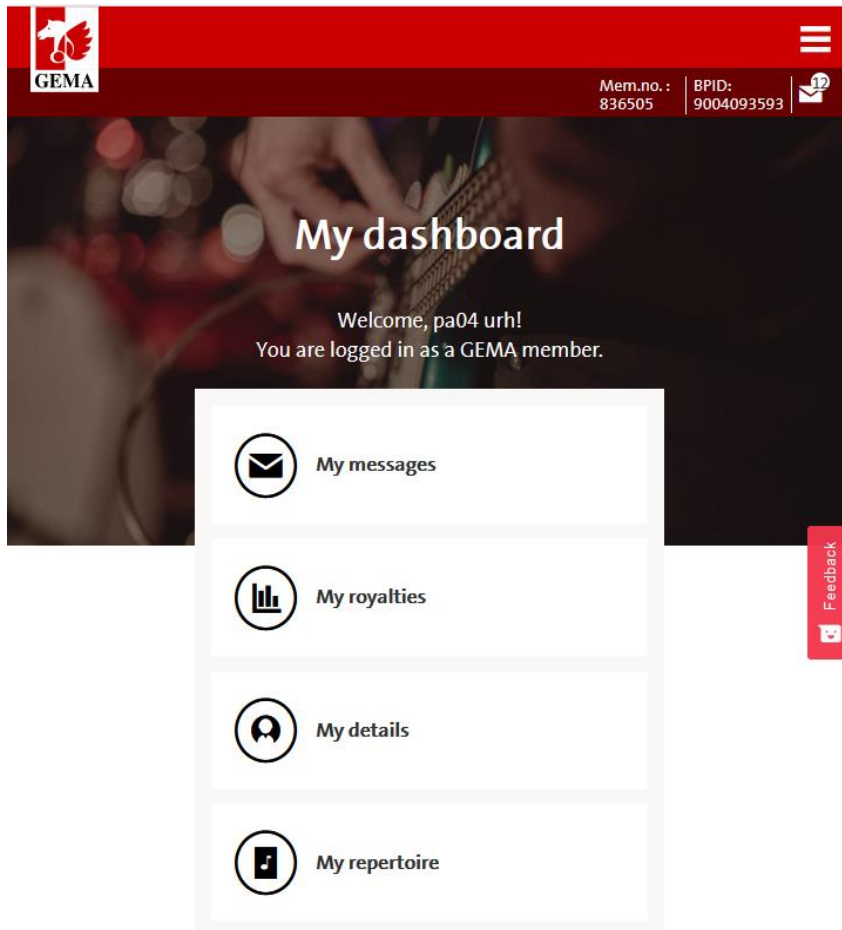 GEMA
Mem.no. :
836505
BPID:
9004093593
12
My dashboard
Welcome, pa04 urh!
You are logged in as a GEMA member.
My messages
My royalties
My details
My repertoire
Feedback